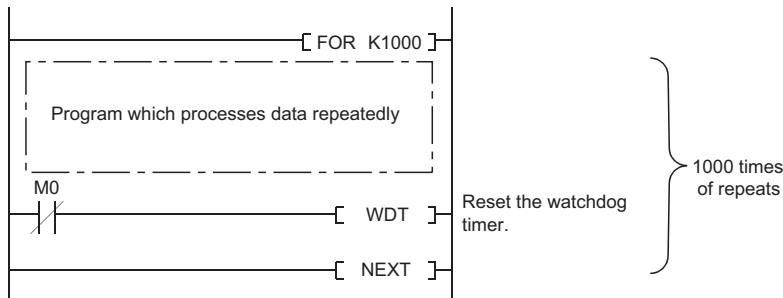 FOR K1000
Program which processes data repeatedly
M0
WDT
Reset the watchdog
timer.
NEXT
1000 times
of repeats